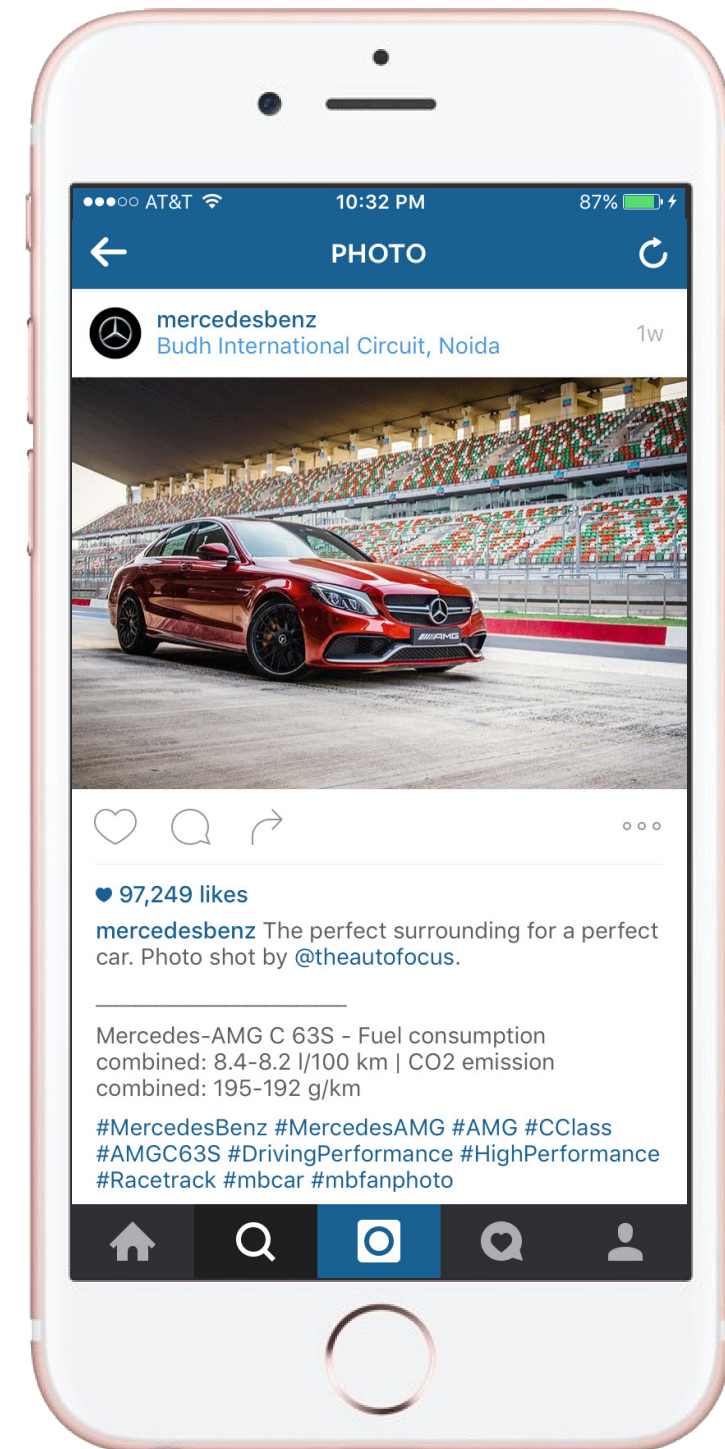 AT&T 10:32 PM 87%
PHOTO
mercedesbenz
Budh International Circuit, Noida
1w
AMG
97,249 likes
mercedesbenz The perfect surrounding for a perfect
car. Photo shot by @theautofocus.
Mercedes-AMG C 63S - Fuel consumption
combined: 8.4-8.2 l/100 km | CO2 emission
combined: 195-192 g/km
#MercedesBenz #MercedesAMG #AMG #CClass
#AMGC63S #DrivingPerformance #HighPerformance
#Racetrack #mbcar #mbfanphoto